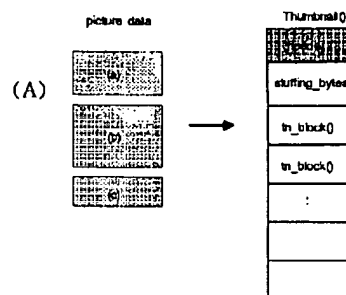 picture data
Thumbnail()
(A)
(a)
stuffing_bytes
(b)
tn_block()
tn_block()
(c)
: